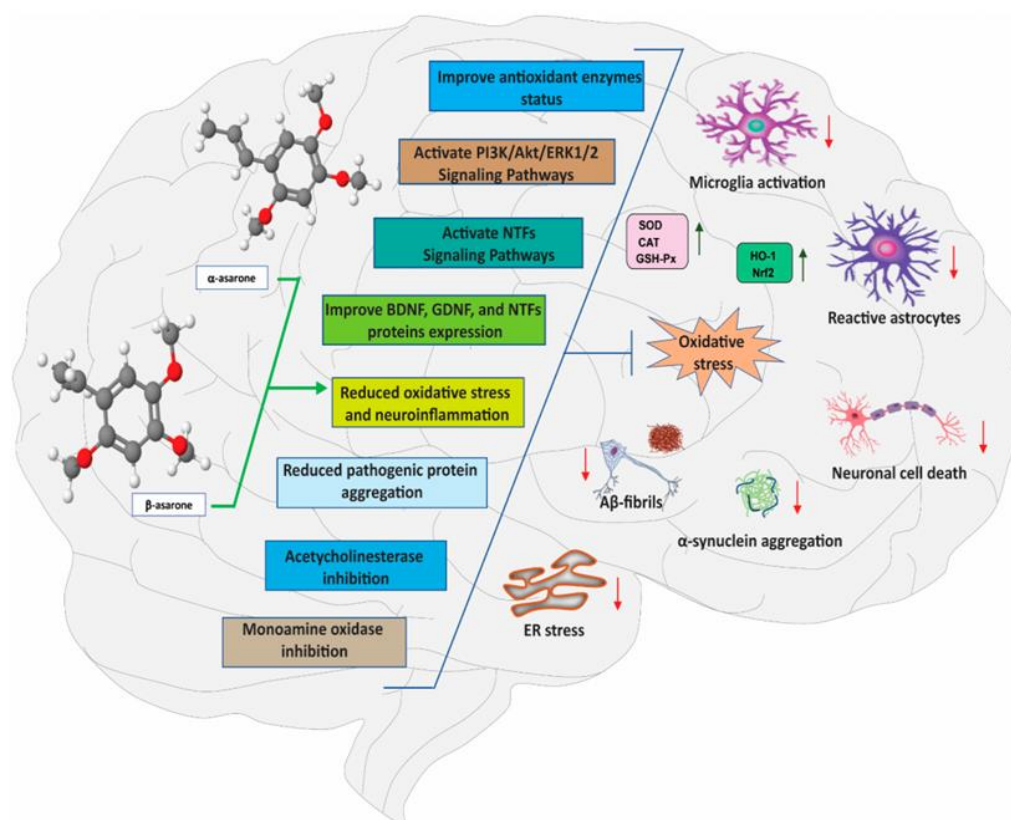 Improve antioxidant enzymes
status
Activate PI3K/Akt/ERK1/2
Signaling Pathways
Activate NTFs
Signaling Pathways
α-asarone
Improve BDNF, GDNF, and NTFs
proteins expression
Reduced oxidative stress
and neuroinflammation
Reduced pathogenic protein
aggregation
β-asarone
Acetycholinesterase
inhibition
Monoamine oxidase
inhibition
Microglia activation
SOD
CAT
GSH-Px
HO-1
Nrf2
Reactive astrocytes
Oxidative
stress
Neuronal cell death
Aβ-fibrils
α-synuclein aggregation
ER stress